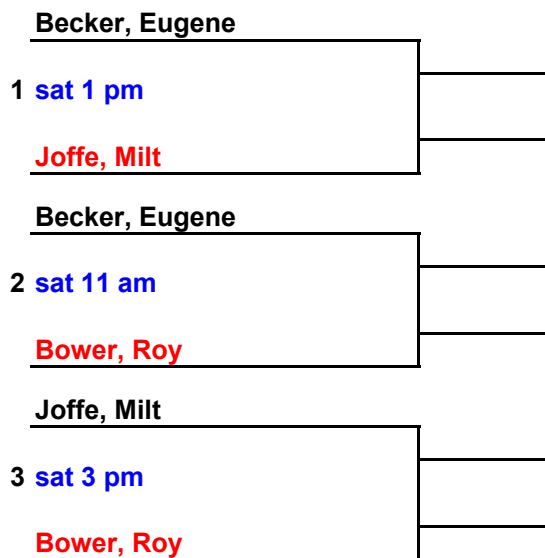 Becker, Eugene
1 sat 1 pm
Joffe, Milt
Becker, Eugene
2 sat 11 am
Bower, Roy
Joffe, Milt
3 sat 3 pm
Bower, Roy